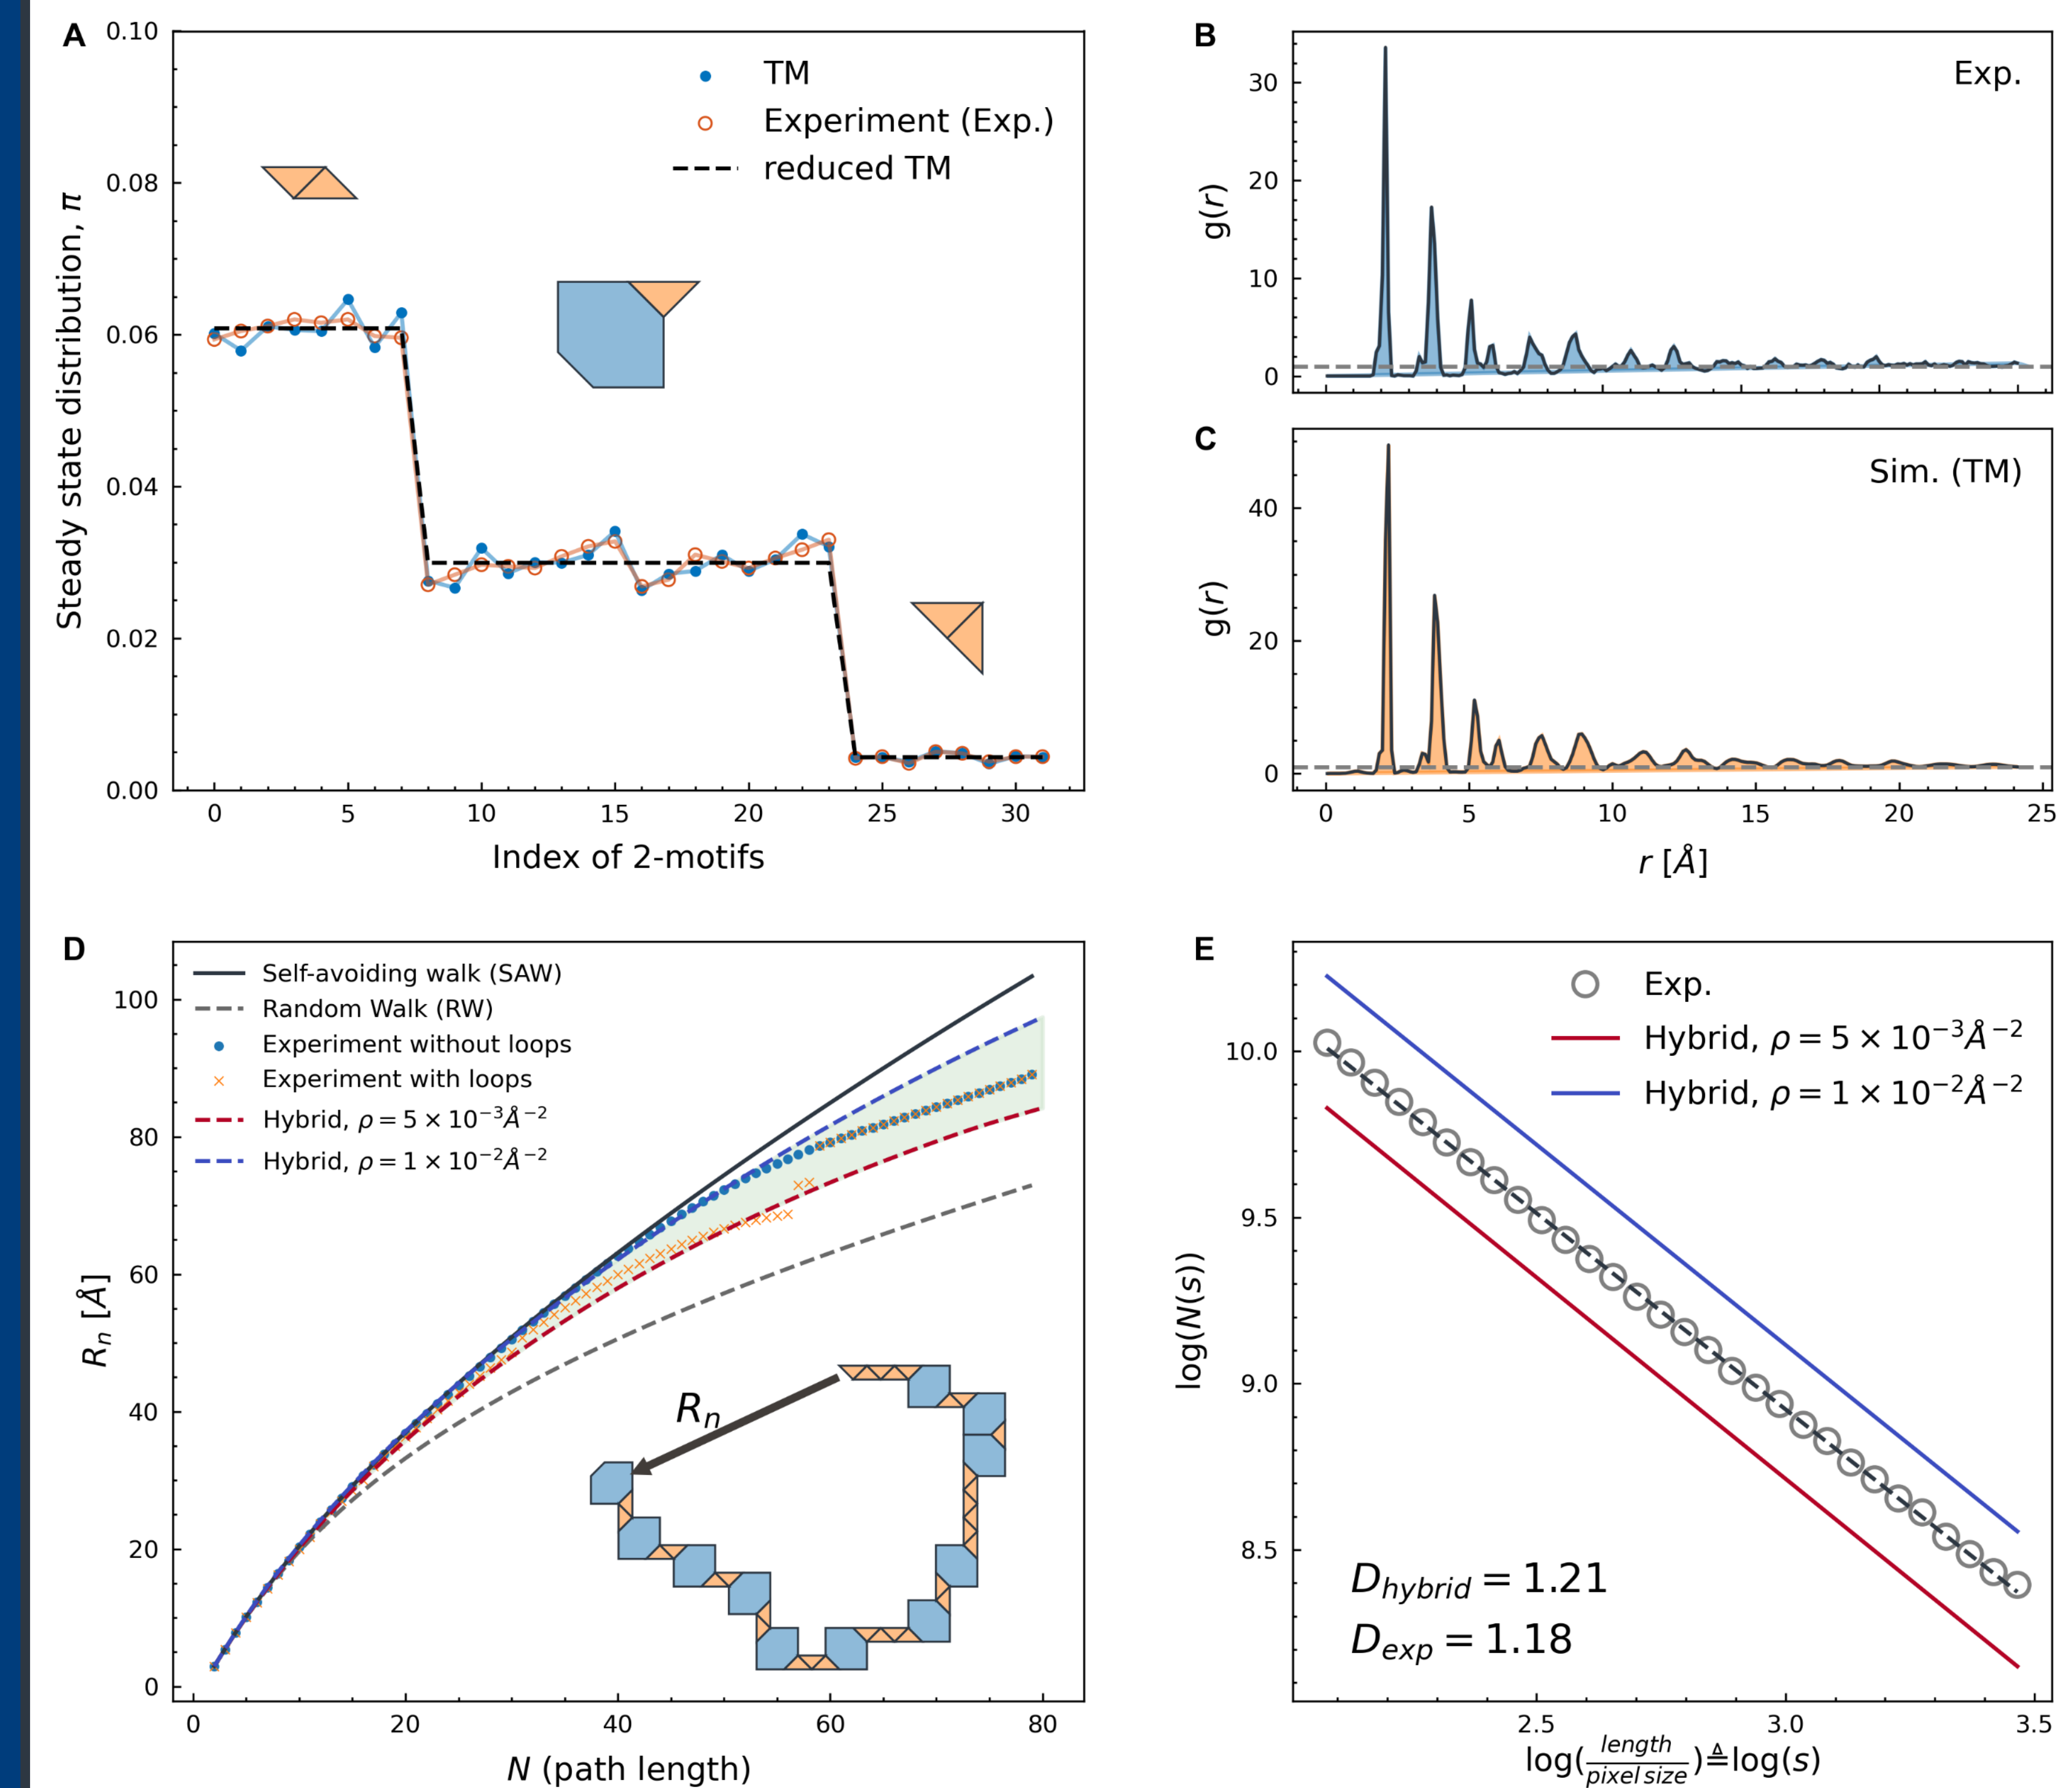 A
0.10
0.08
0.06
0.04
0.02
0.00
Steady state distribution, π
TM
Experiment (Exp.)
reduced TM
0 5 10 15 20 25 30
Index of 2-motifs
B
Exp.
30
20
10
0
g(r)
C
Sim. (TM)
40
20
0
g(r)
0 5 10 15 20 25
r [Å]
D
Self-avoiding walk (SAW)
Random Walk (RW)
Experiment without loops
Experiment with loops
Hybrid, ρ = 5 × 10⁻³Å⁻²
Hybrid, ρ = 1 × 10⁻²Å⁻²
100
80
60
40
20
0
Rₙ [Å]
Rₙ
0 20 40 60 80
N (path length)
E
Exp.
Hybrid, ρ = 5 × 10⁻³Å⁻²
Hybrid, ρ = 1 × 10⁻²Å⁻²
10.0
9.5
9.0
8.5
log(N(s))
D_hybrid = 1.21
D_exp = 1.18
2.5 3.0 3.5
log(length/pixel size)≜log(s)